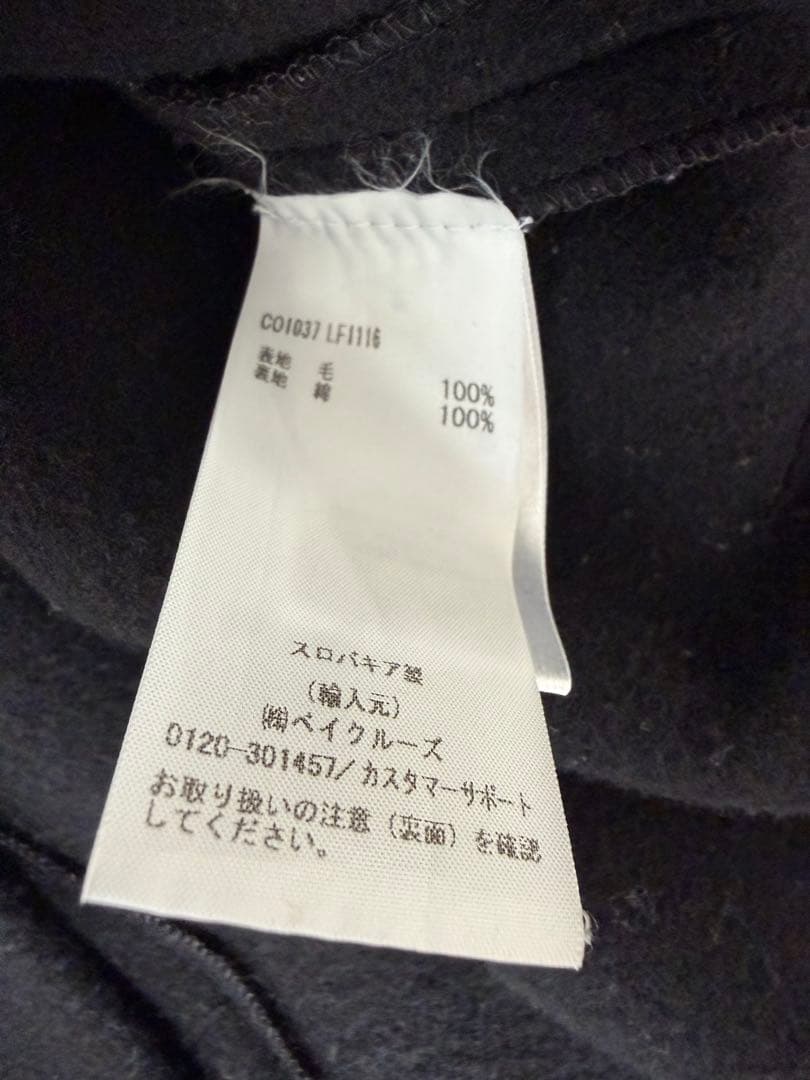 CO1037 LF1116
表地 毛 100%
裏地 綿 100%
スロバキア製
(輸入元)
㈱ベイクルーズ
0120-301457/カスタマーサポート
お取り扱いの注意(裏面)を確認
してください。